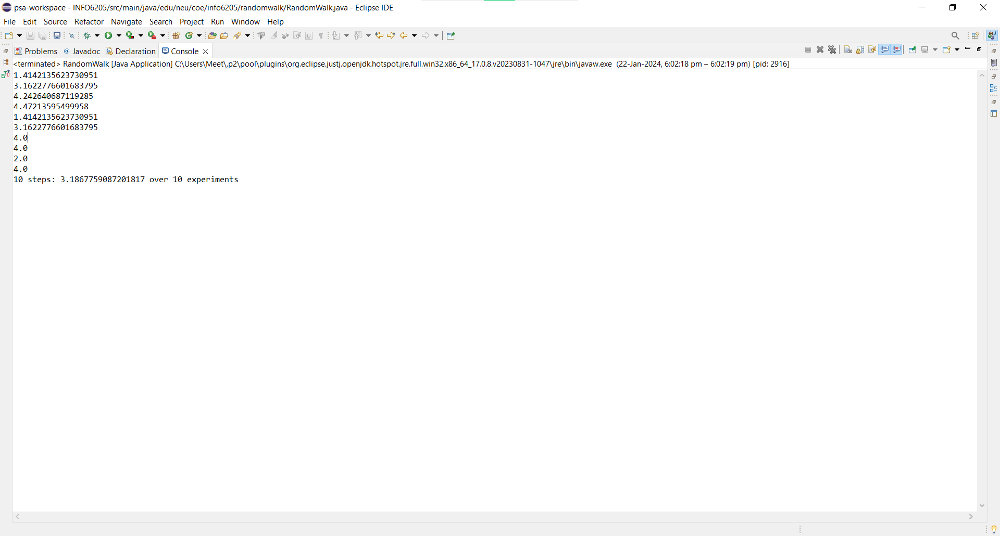 psa-workspace - INFO6205/src/main/java/edu/neu/coe/info6205/randomwalk/RandomWalk.java - Eclipse IDE
File Edit Source Refactor Navigate Search Project Run Window Help
Problems @ Javadoc Declaration Console
<terminated> RandomWalk [Java Application] C:\Users\Meet\.p2\pool\plugins\org.eclipse.justj.openjdk.hotspot.jre.full.win32.x86_64_17.0.8.v20230831-1047\jre\bin\javaw.exe (22-Jan-2024, 6:02:18 pm – 6:02:19 pm) [pid: 2916]
1.4142135623730951
3.1622776601683795
4.242640687119285
4.47213595499958
1.4142135623730951
3.1622776601683795
4.0
4.0
2.0
4.0
10 steps: 3.1867759087201817 over 10 experiments